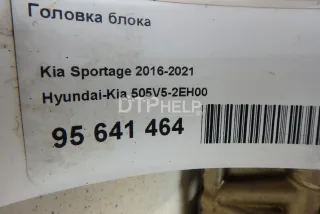 Головка блока
Kia Sportage 2016-2021
Hyundai-Kia 505V5-2EH00
DTPHELP
95 641 464